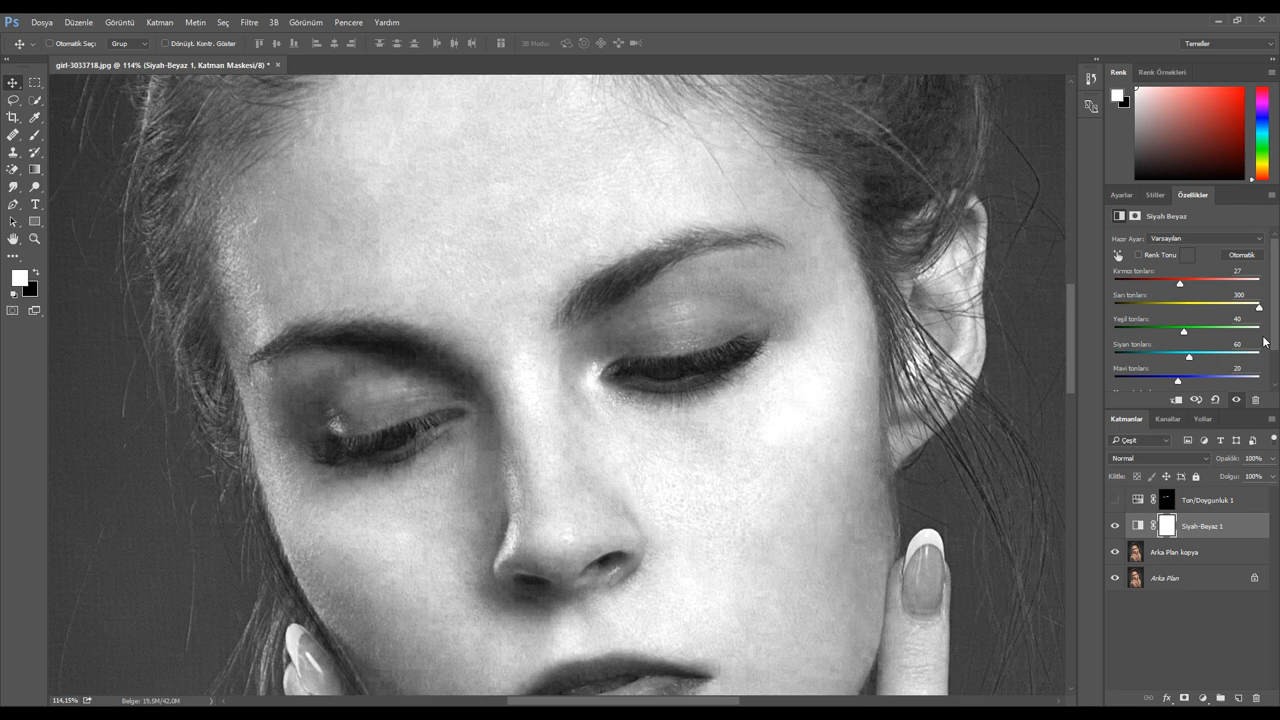 Ps Dosya Düzenle Görüntü Katman Metin Seç Filtre 3B Görünüm Pencere Yardım
Otomatik Seç: Grup Dönüşt. Kontr. Göster 3B Modu: Temeller
girl-3033718.jpg @ 114% (Siyah-Beyaz 1, Katman Maskesi/8) *
Renk Renk Örnekleri
Ayarlar Stiller Özellikler
Siyah Beyaz
Hazır Ayar: Varsayılan
Renk Tonu Otomatik
Kırmızı tonları: 27
Sarı tonları: 300
Yeşil tonları: 40
Siyan tonları: 60
Mavi tonları: 20
Katmanlar Kanallar Yollar
Çeşit
Normal Opaklık: 100%
Kilitle: Dolgu: 100%
Ton/Doygunluk 1
Siyah-Beyaz 1
Arka Plan kopya
Arka Plan
114,15% Belge: 19,5M/42,0M